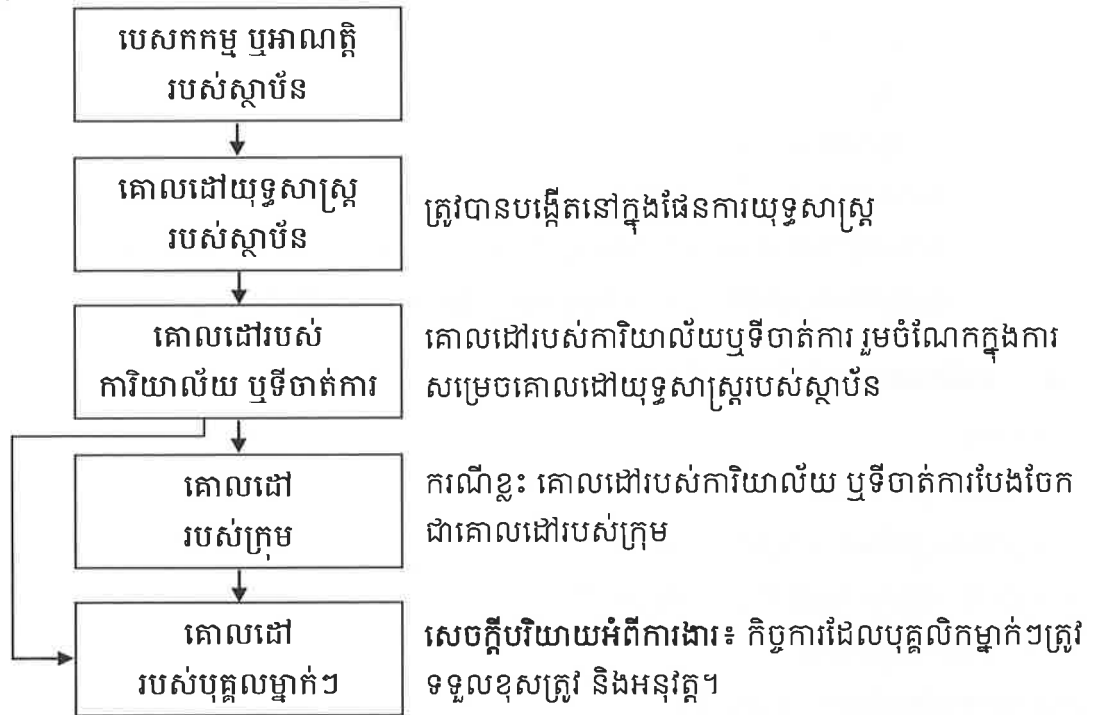 បេសកកម្ម ឬអាណត្តិ
របស់ស្ថាប័ន
គោលដៅយុទ្ធសាស្ត្រ
របស់ស្ថាប័ន
ត្រូវបានបង្កើតនៅក្នុងផែនការយុទ្ធសាស្ត្រ
គោលដៅរបស់
ការិយាល័យ ឬទីចាត់ការ
គោលដៅរបស់ការិយាល័យឬទីចាត់ការ រួមចំណែកក្នុងការ
សម្រេចគោលដៅយុទ្ធសាស្ត្ររបស់ស្ថាប័ន
គោលដៅ
របស់ក្រុម
ករណីខ្លះ គោលដៅរបស់ការិយាល័យ ឬទីចាត់ការបែងចែក
ជាគោលដៅរបស់ក្រុម
គោលដៅ
របស់បុគ្គលម្នាក់ៗ
សេចក្តីបរិយាយអំពីការងារ៖ កិច្ចការដែលបុគ្គលិកម្នាក់ៗត្រូវ
ទទួលខុសត្រូវ និងអនុវត្ត។